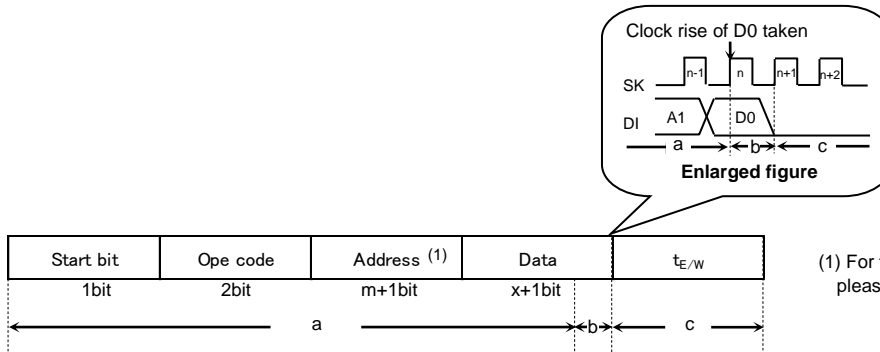 Clock rise of D0 taken
SK n-1 n n+1 n+2
DI A1 D0
a b c
Enlarged figure
Start bit Ope code Address (1) Data tE/W
1bit 2bit m+1bit x+1bit
a b c
(1) For
pleas